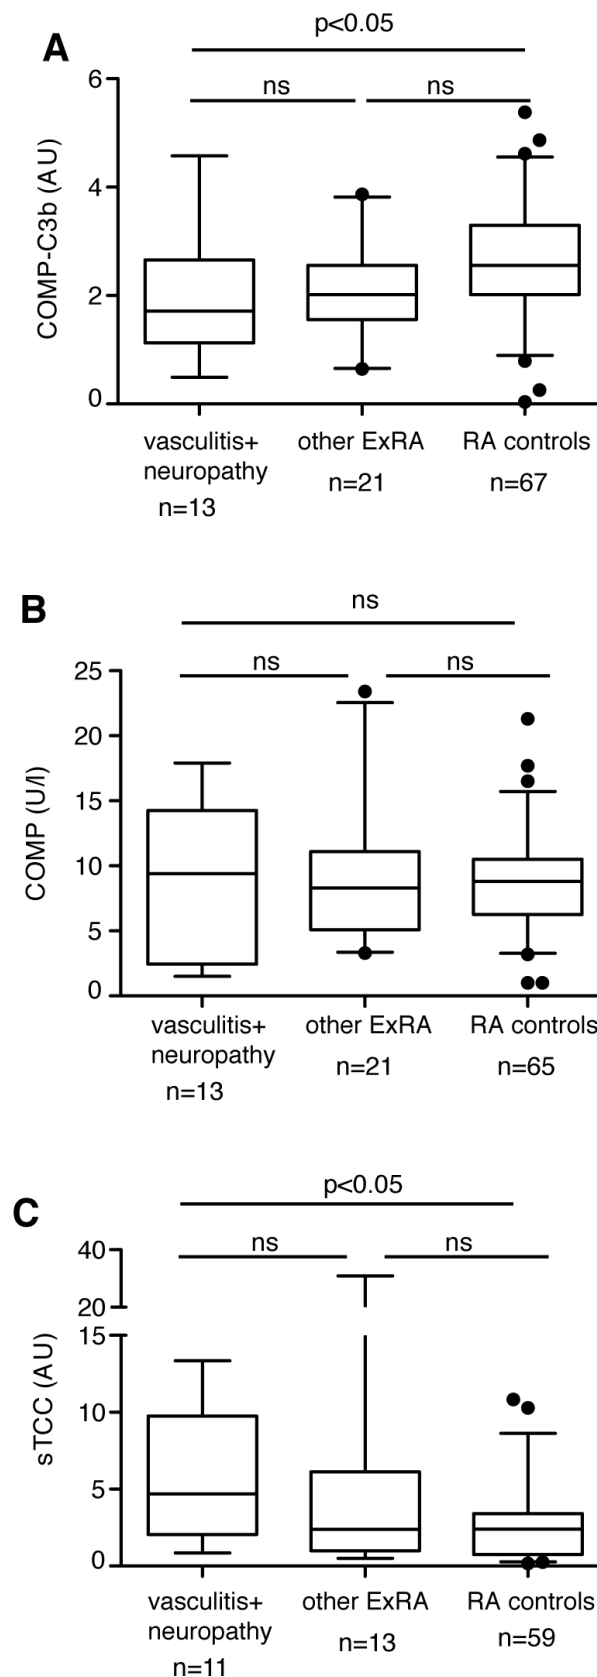 A
p<0.05
ns
ns
COMP-C3b (AU)
6
4
2
0
vasculitis+
neuropathy
n=13
other ExRA
n=21
RA controls
n=67
B
ns
ns
ns
COMP (U/l)
25
20
15
10
5
0
vasculitis+
neuropathy
n=13
other ExRA
n=21
RA controls
n=65
C
p<0.05
ns
ns
sTCC (AU)
40
20
15
10
5
0
vasculitis+
neuropathy
n=11
other ExRA
n=13
RA controls
n=59